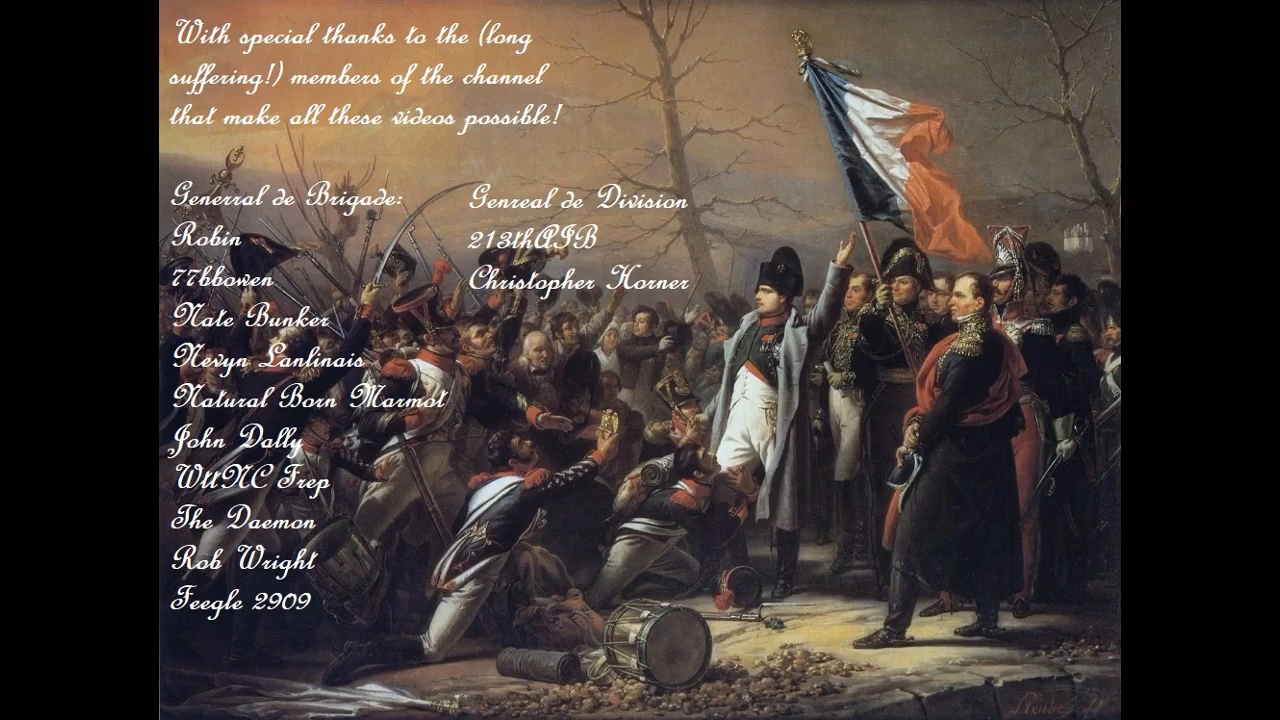 With special thanks to the (long
suffering!) members of the channel
that make all these videos possible!
Generral de Brigade:
Robin
77bbowen
Nate Bunker
Nevyn Lanlinais
Natural Born Marmot
John Dally
WUNC Frep
The Daemon
Rob Wright
Feegle 2909
Genreal de Division
213thAIB
Christopher Horner